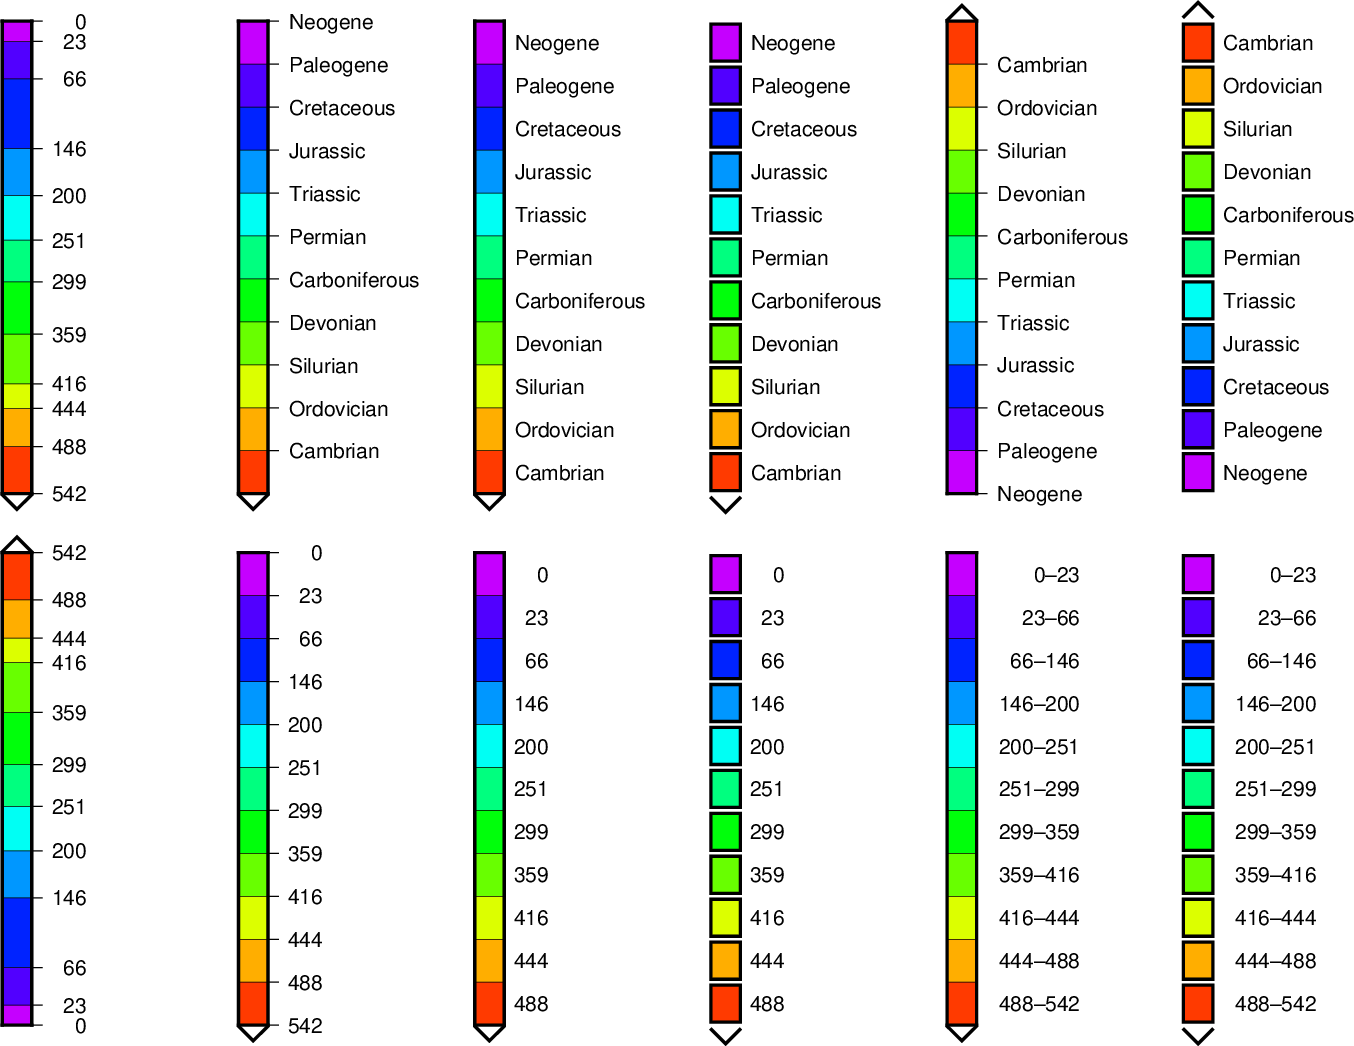 0
23
66
146
200
251
299
359
416
444
488
542
Neogene
Paleogene
Cretaceous
Jurassic
Triassic
Permian
Carboniferous
Devonian
Silurian
Ordovician
Cambrian
Neogene
Paleogene
Cretaceous
Jurassic
Triassic
Permian
Carboniferous
Devonian
Silurian
Ordovician
Cambrian
Neogene
Paleogene
Cretaceous
Jurassic
Triassic
Permian
Carboniferous
Devonian
Silurian
Ordovician
Cambrian
Cambrian
Ordovician
Silurian
Devonian
Carboniferous
Permian
Triassic
Jurassic
Cretaceous
Paleogene
Neogene
Cambrian
Ordovician
Silurian
Devonian
Carboniferous
Permian
Triassic
Jurassic
Cretaceous
Paleogene
Neogene
542
488
444
416
359
299
251
200
146
66
23
0
0
23
66
146
200
251
299
359
416
444
488
542
0
23
66
146
200
251
299
359
416
444
488
0
23
66
146
200
251
299
359
416
444
488
0–23
23–66
66–146
146–200
200–251
251–299
299–359
359–416
416–444
444–488
488–542
0–23
23–66
66–146
146–200
200–251
251–299
299–359
359–416
416–444
444–488
488–542